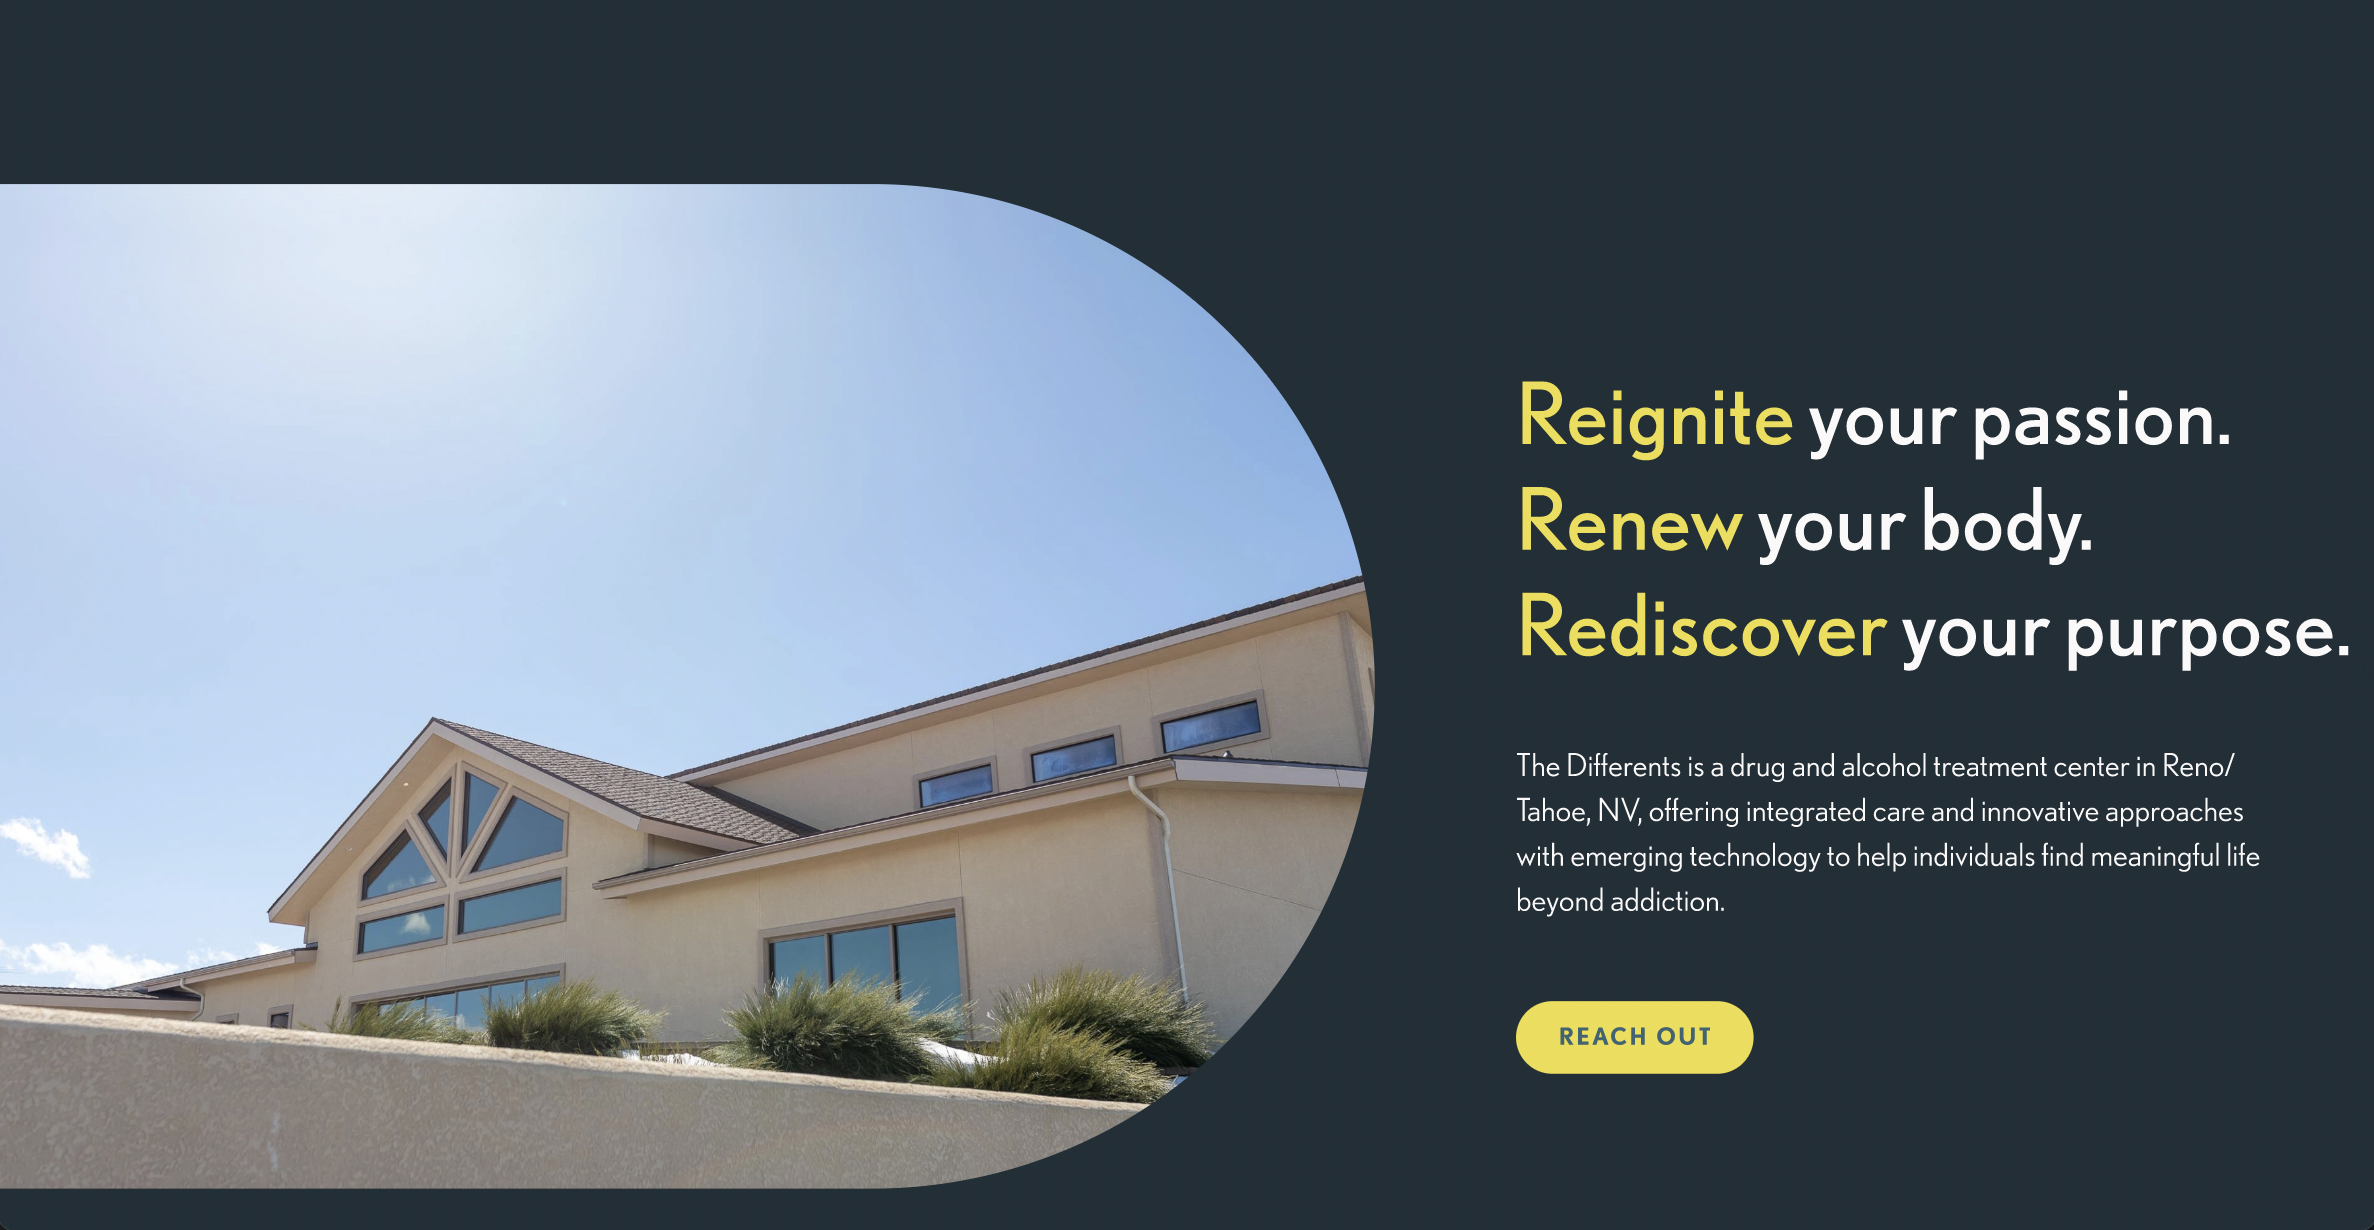 Reignite your passion.
Renew your body.
Rediscover your purpose.
The Differents is a drug and alcohol treatment center in Reno/
Tahoe, NV, offering integrated care and innovative approaches
with emerging technology to help individuals find meaningful life
beyond addiction.
REACH OUT